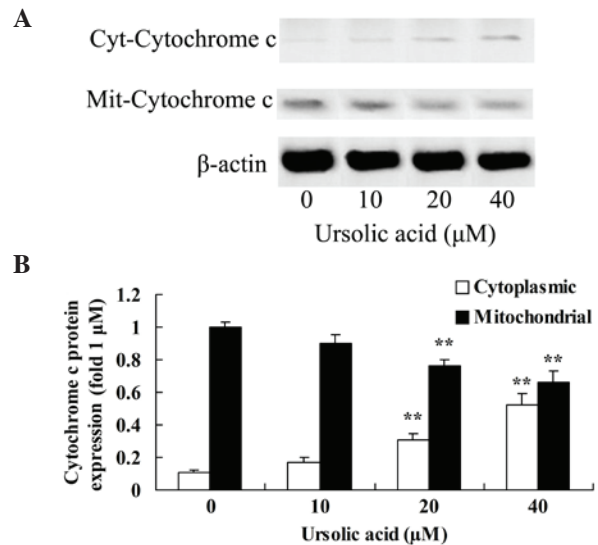 A
Cyt-Cytochrome c
Mit-Cytochrome c
β-actin
0 10 20 40
Ursolic acid (μM)
B
Cytoplasmic
Mitochondrial
Cytochrome c protein
expression (fold 1 μM)
1.2
1
0.8
0.6
0.4
0.2
0
**
**
**
**
0 10 20 40
Ursolic acid (μM)